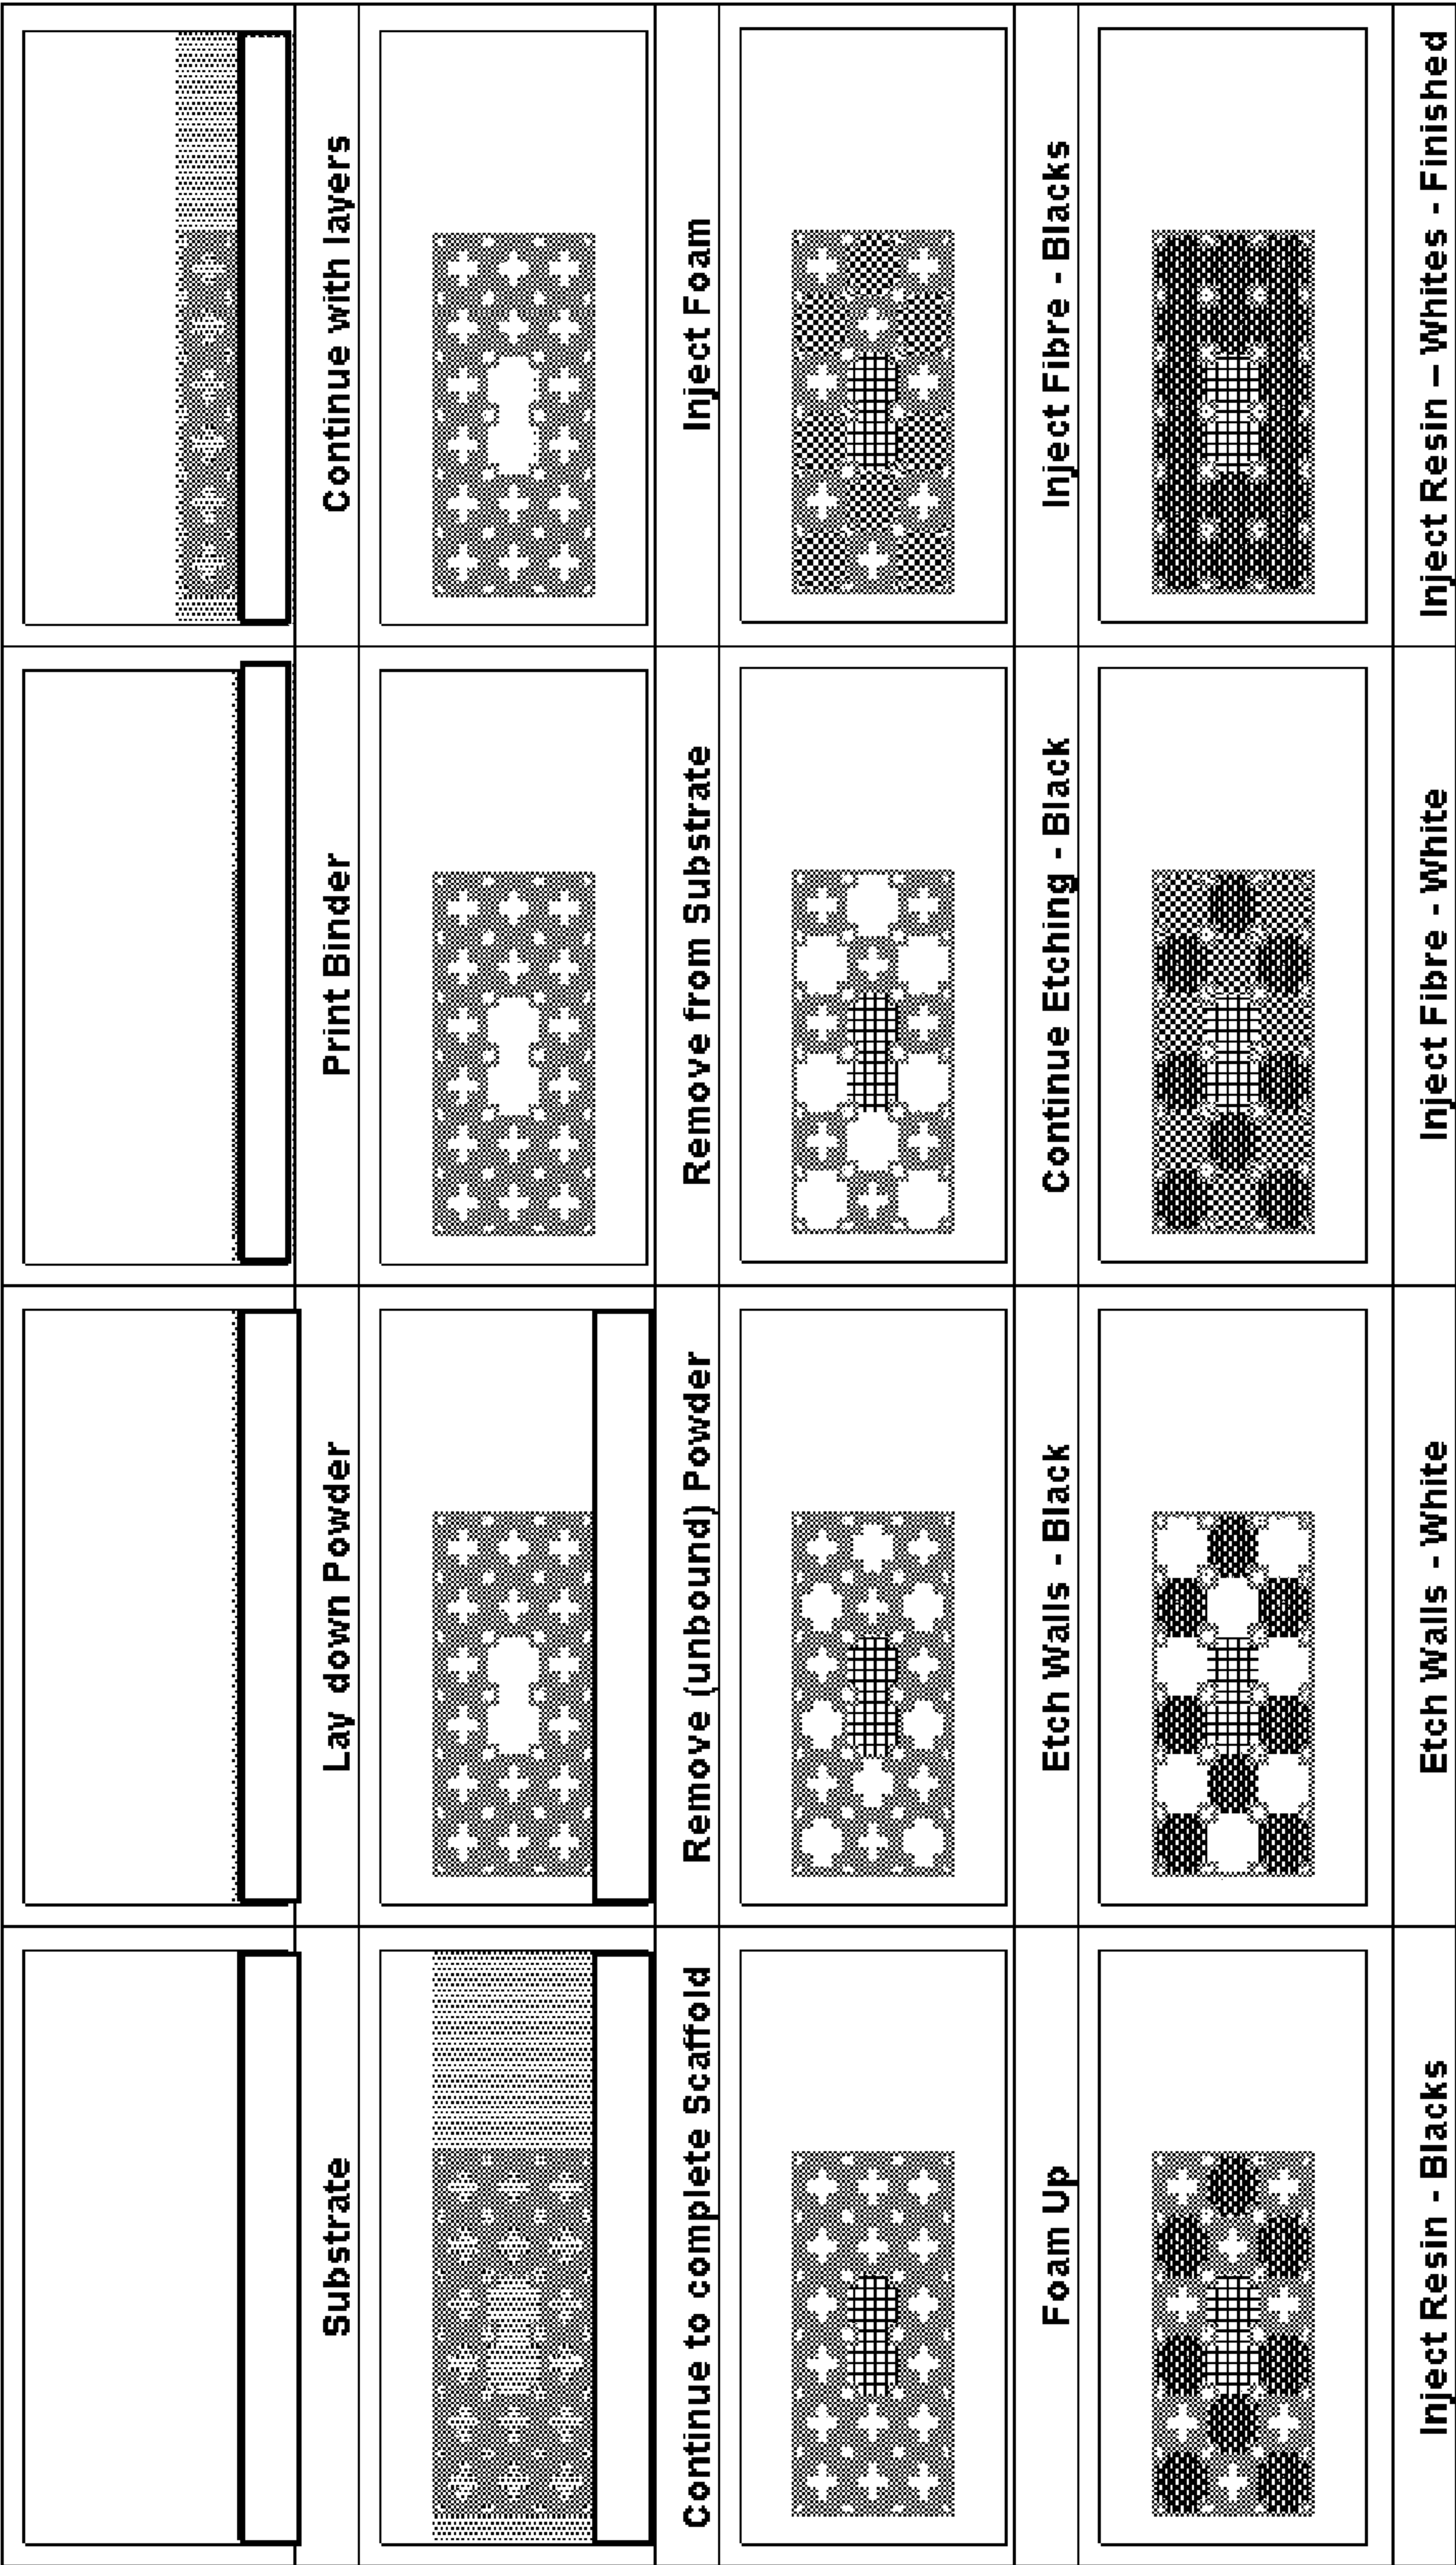 Substrate
Lay down Powder
Print Binder
Continue with layers
Continue to complete Scaffold
Remove (unbound) Powder
Remove from Substrate
Inject Foam
Foam Up
Etch Walls - Black
Continue Etching - Black
Inject Fibre - Blacks
Inject Resin - Blacks
Etch Walls - White
Inject Fibre - White
Inject Resin – Whites - Finished